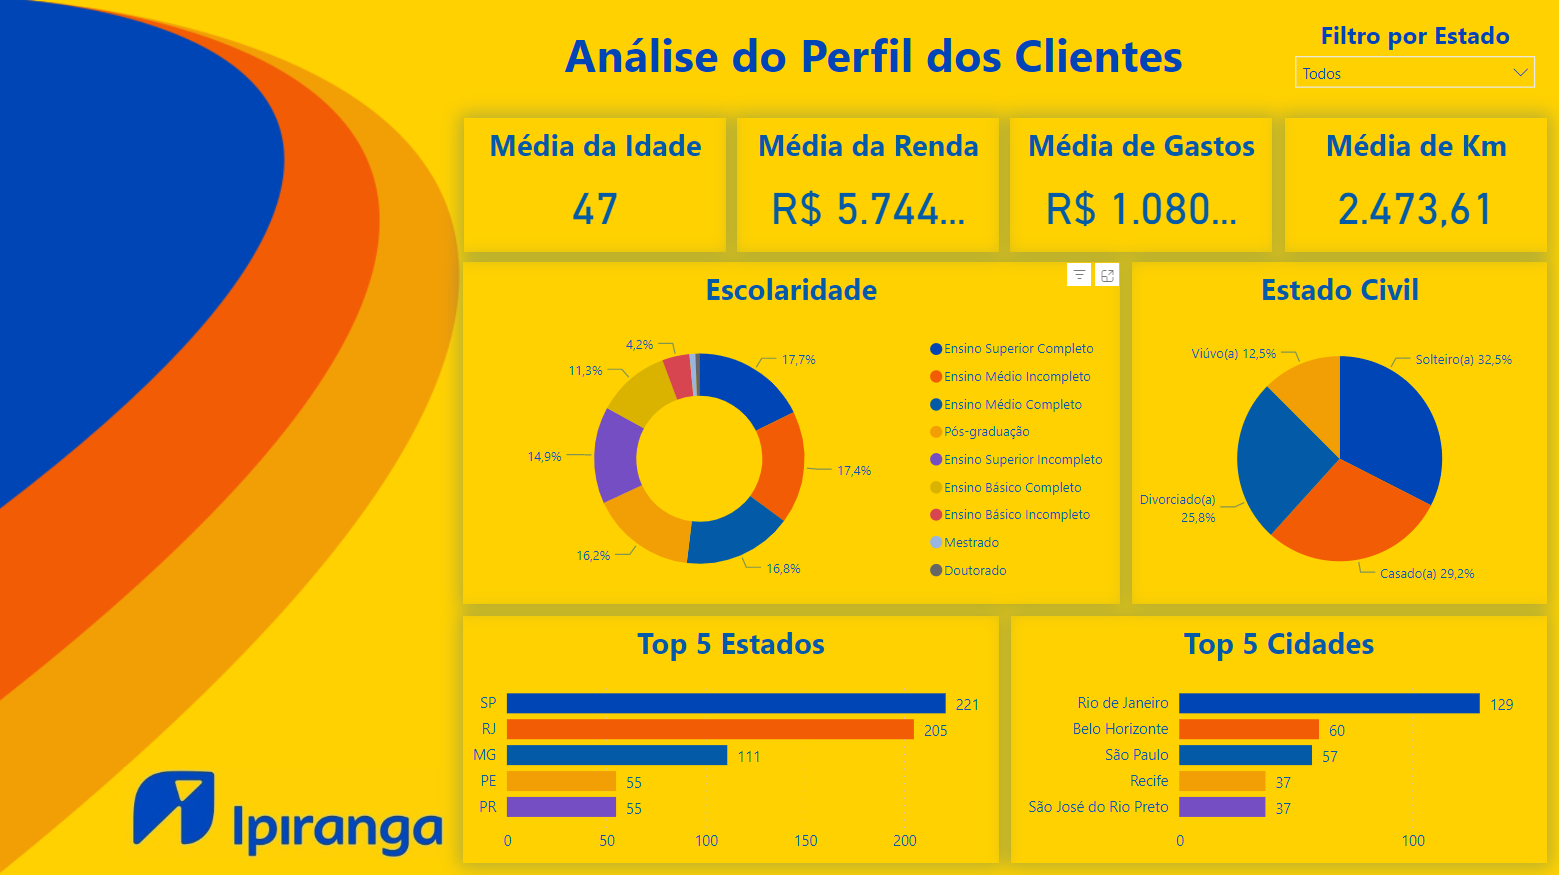 Análise do Perfil dos Clientes
Filtro por Estado
Todos
Média da Idade
47
Média da Renda
R$ 5.744...
Média de Gastos
R$ 1.080...
Média de Km
2.473,61
Escolaridade
17,7%
17,4%
16,8%
16,2%
14,9%
11,3%
4,2%
Ensino Superior Completo
Ensino Médio Incompleto
Ensino Médio Completo
Pós-graduação
Ensino Superior Incompleto
Ensino Básico Completo
Ensino Básico Incompleto
Mestrado
Doutorado
Estado Civil
Viúvo(a) 12,5%
Solteiro(a) 32,5%
Divorciado(a)
25,8%
Casado(a) 29,2%
Top 5 Estados
SP 221
RJ 205
MG 111
PE 55
PR 55
0 50 100 150 200
Top 5 Cidades
Rio de Janeiro 129
Belo Horizonte 60
São Paulo 57
Recife 37
São José do Rio Preto 37
0 100
Ipiranga